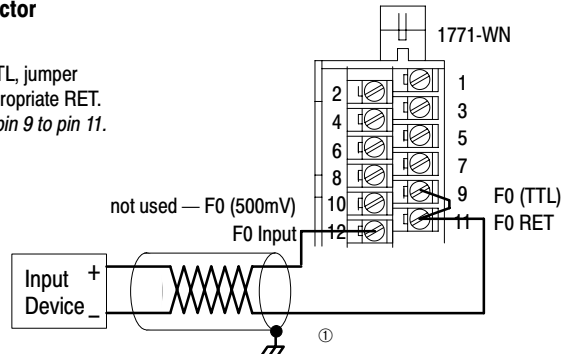 ctor
1771-WN
TL, jumper
ropriate RET.
pin 9 to pin 11.
1
2
3
4
5
6
7
8
9 F0 (TTL)
not used — F0 (500mV) 10
11 F0 RET
F0 Input 12
Input +
Device _
①